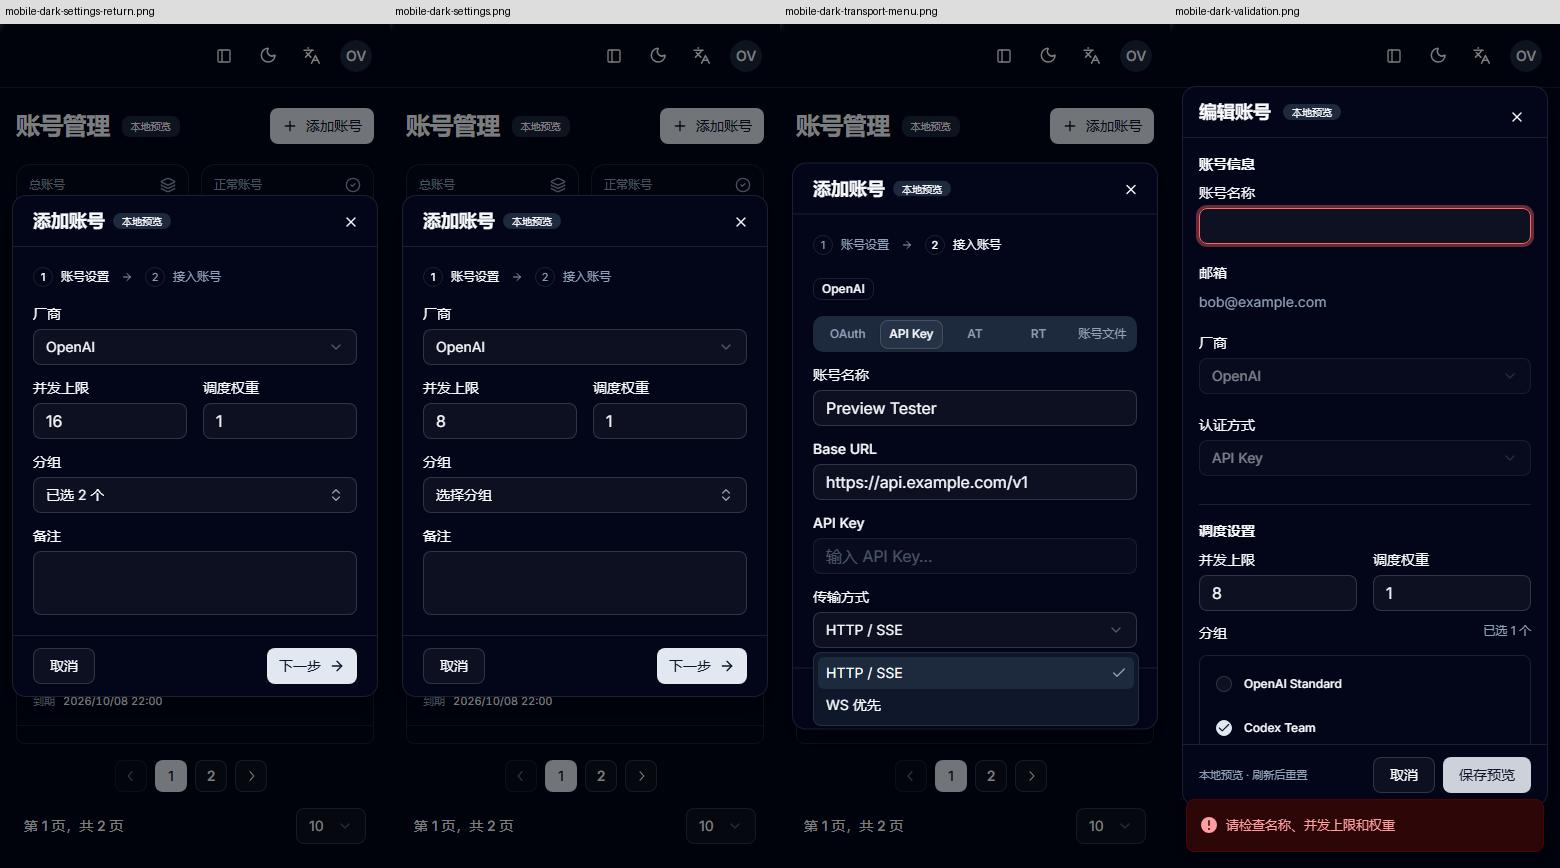 mobile-dark-settings-return.png
OV
账号管理 本地预览 添加账号
总账号 正常账号
添加账号 本地预览
1 账号设置 2 接入账号
厂商
OpenAI
并发上限 调度权重
16 1
分组
已选 2 个
备注
取消 下一步
到期 2026/10/08 22:00
1 2
第 1 页，共 2 页 10
mobile-dark-settings.png
OV
账号管理 本地预览 添加账号
总账号 正常账号
添加账号 本地预览
1 账号设置 2 接入账号
厂商
OpenAI
并发上限 调度权重
8 1
分组
选择分组
备注
取消 下一步
到期 2026/10/08 22:00
1 2
第 1 页，共 2 页 10
mobile-dark-transport-menu.png
OV
账号管理 本地预览 添加账号
添加账号 本地预览
1 账号设置 2 接入账号
OpenAI
OAuth API Key AT RT 账号文件
账号名称
Preview Tester
Base URL
https://api.example.com/v1
API Key
输入 API Key...
传输方式
HTTP / SSE
HTTP / SSE
WS 优先
1 2
第 1 页，共 2 页 10
mobile-dark-validation.png
OV
编辑账号 本地预览
账号信息
账号名称
邮箱
bob@example.com
厂商
OpenAI
认证方式
API Key
调度设置
并发上限 调度权重
8 1
分组 已选 1 个
OpenAI Standard
Codex Team
本地预览 · 刷新后重置 取消 保存预览
请检查名称、并发上限和权重